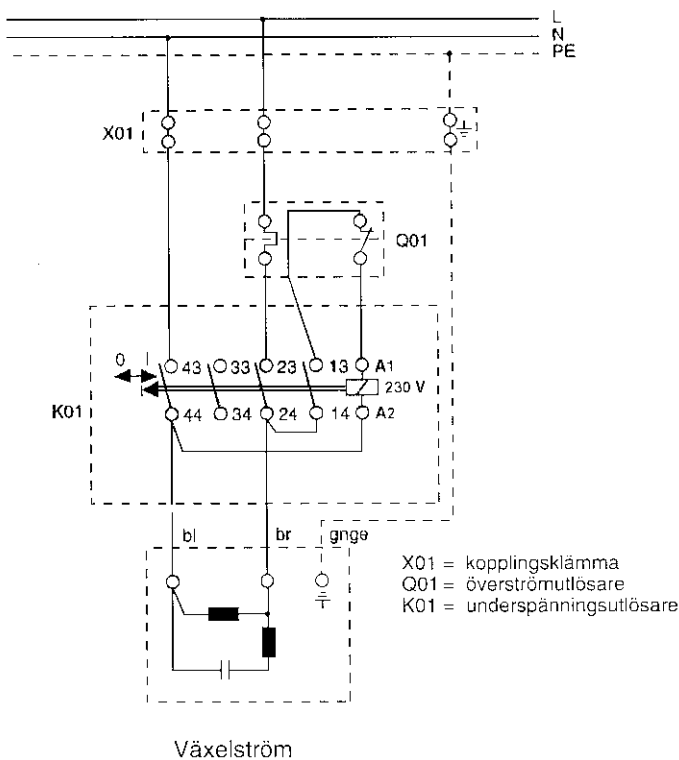 L
N
PE
X01
Q01
0 I
43 33 23 13 A1
230 V
K01
44 34 24 14 A2
bl br gnge
X01 = kopplingsklämma
Q01 = överströmutlösare
K01 = underspänningsutlösare
Växelström